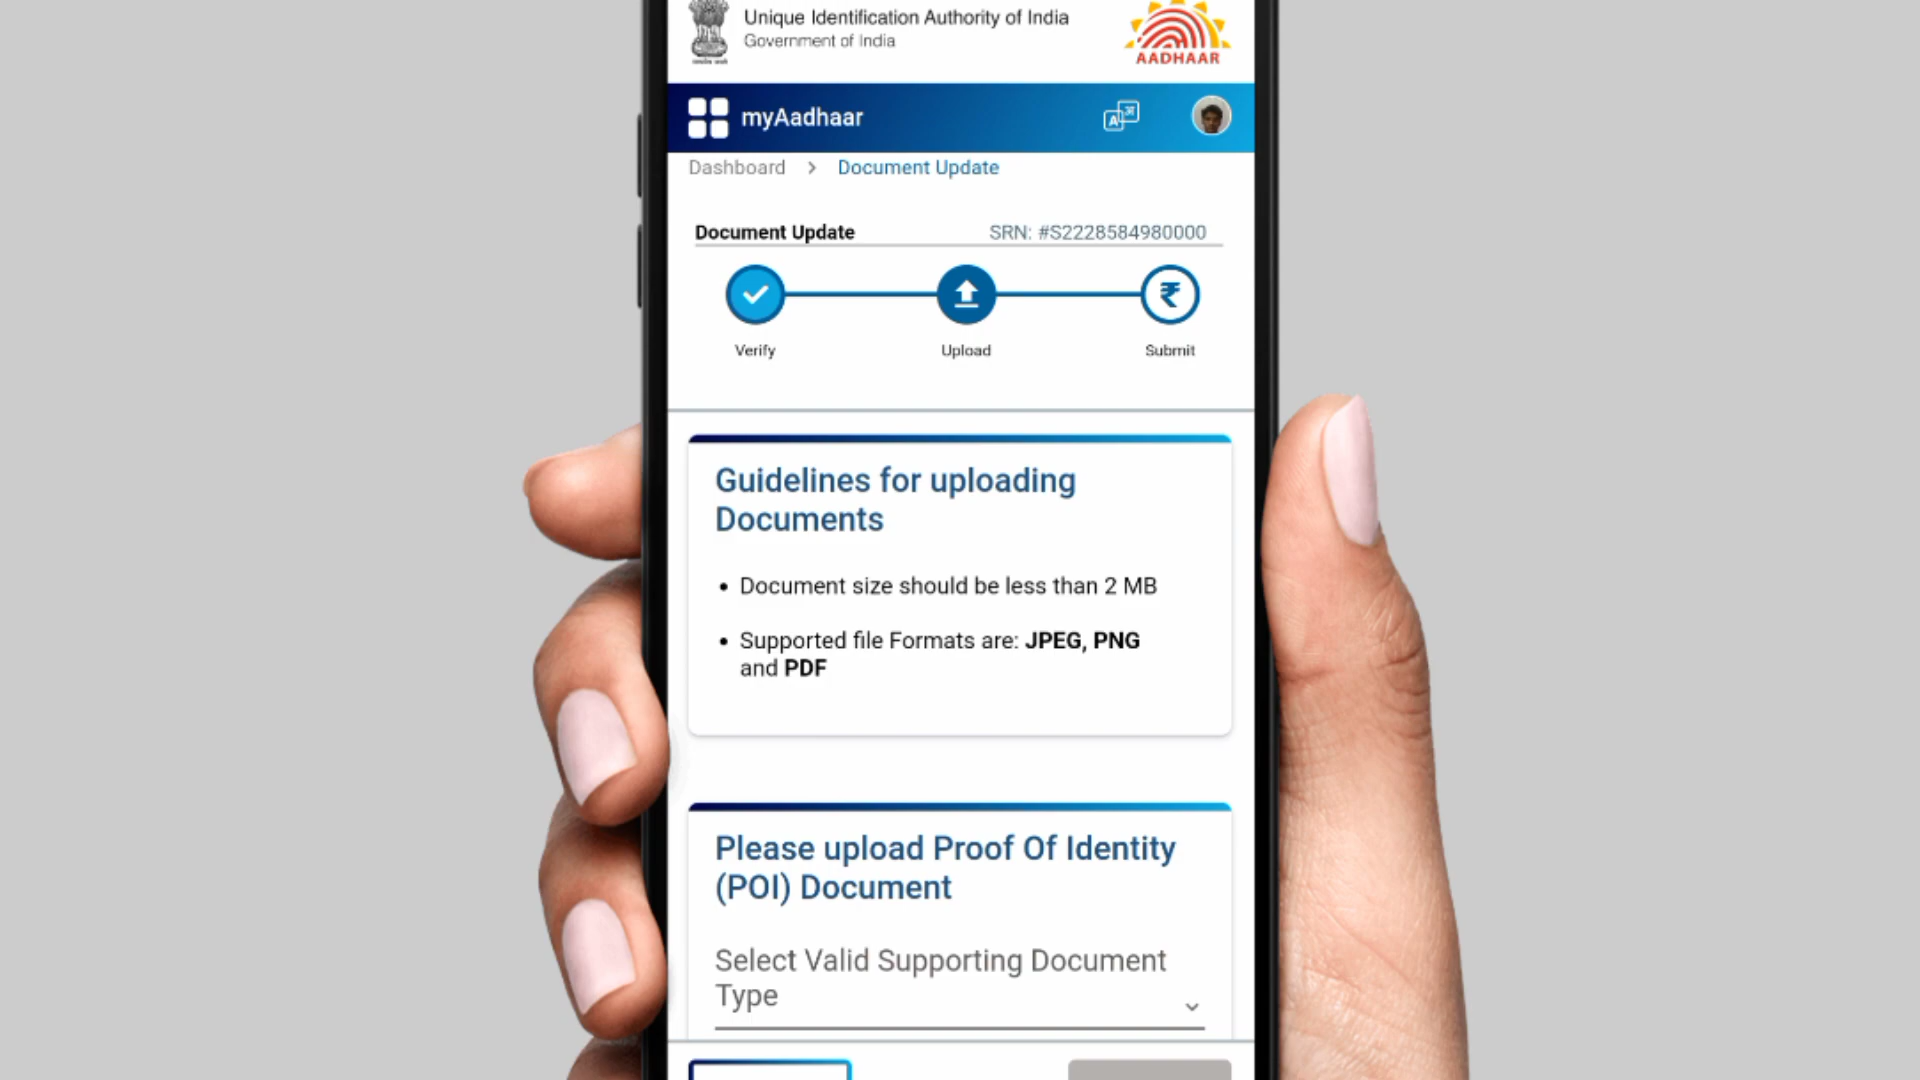 Unique Identification Authority of India
Government of India
AADHAAR
myAadhaar
Dashboard > Document Update
Document Update SRN: #S2228584980000
Verify Upload Submit
Guidelines for uploading
Documents
• Document size should be less than 2 MB
• Supported file Formats are: JPEG, PNG
and PDF
Please upload Proof Of Identity
(POI) Document
Select Valid Supporting Document
Type